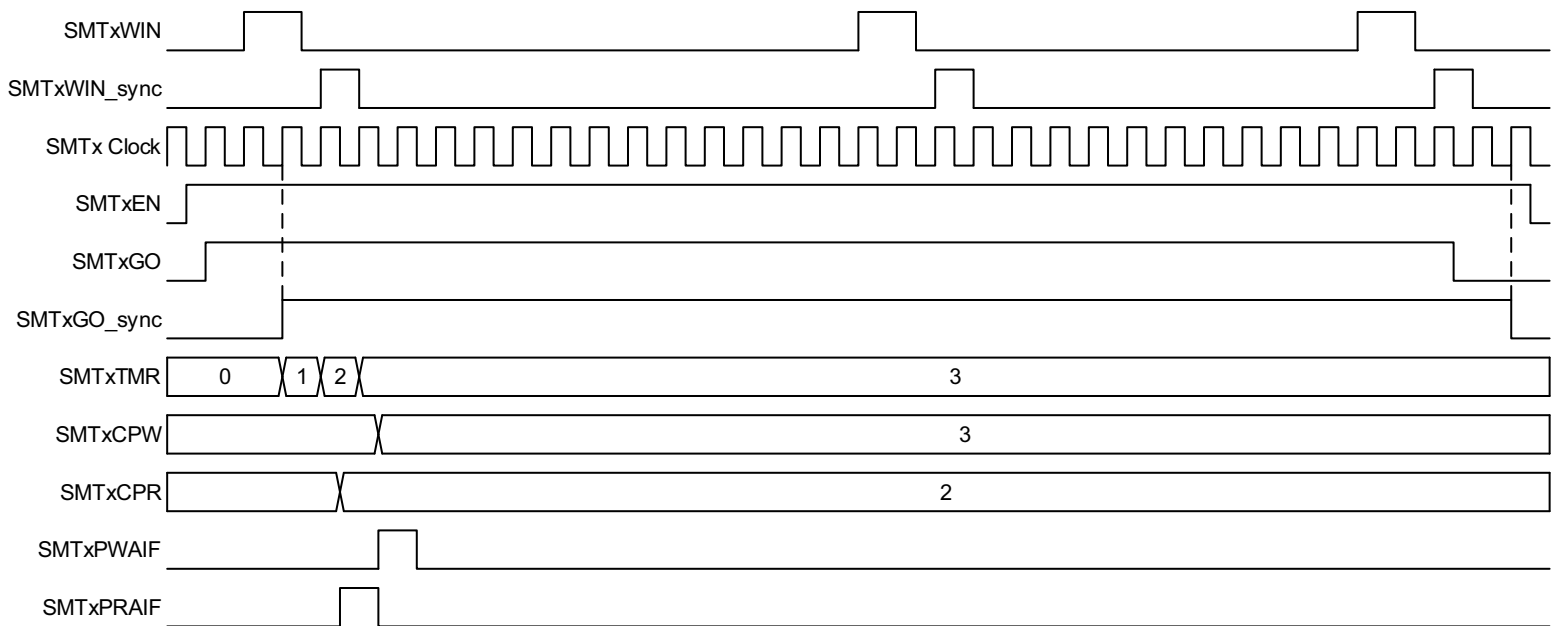 SMTxWIN
SMTxWIN_sync
SMTx Clock
SMTxEN
SMTxGO
SMTxGO_sync
SMTxTMR 0 1 2 3
SMTxCPW 3
SMTxCPR 2
SMTxPWAIF
SMTxPRAIF